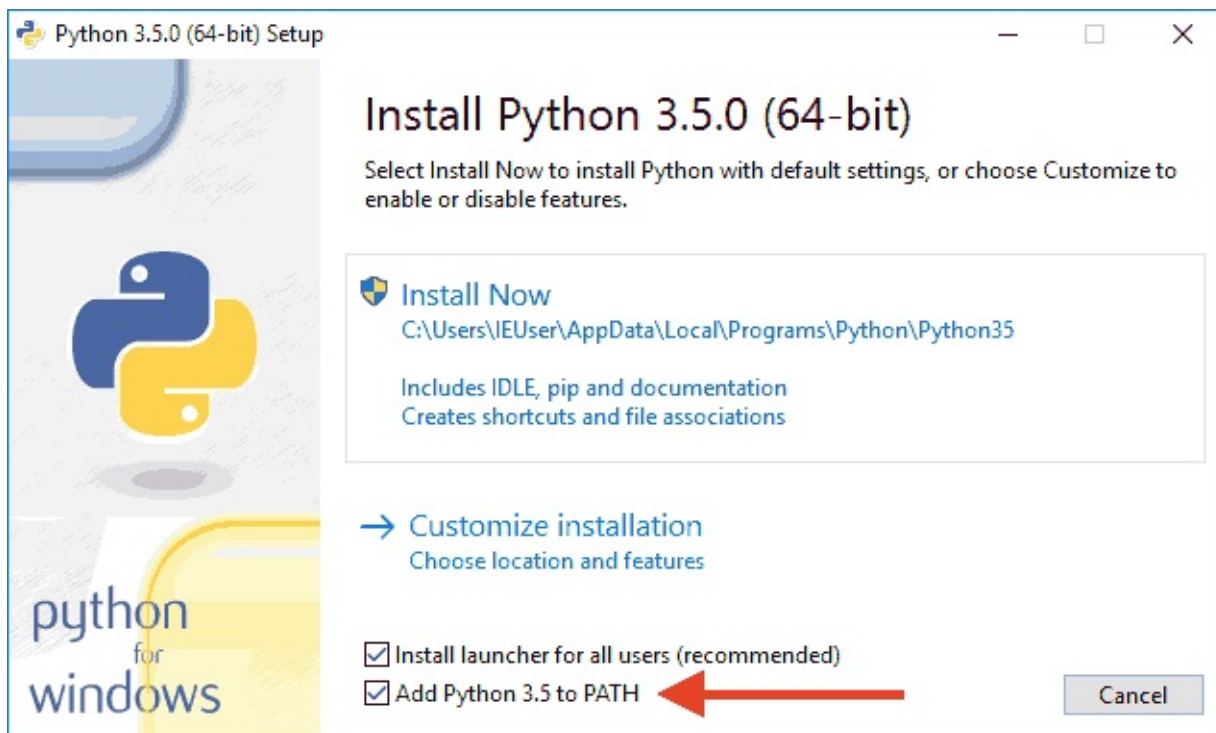 Python 3.5.0 (64-bit) Setup
Install Python 3.5.0 (64-bit)
Select Install Now to install Python with default settings, or choose Customize to
enable or disable features.
Install Now
C:\Users\IEUser\AppData\Local\Programs\Python\Python35
Includes IDLE, pip and documentation
Creates shortcuts and file associations
Customize installation
Choose location and features
python
for
windows
Install launcher for all users (recommended)
Add Python 3.5 to PATH
Cancel